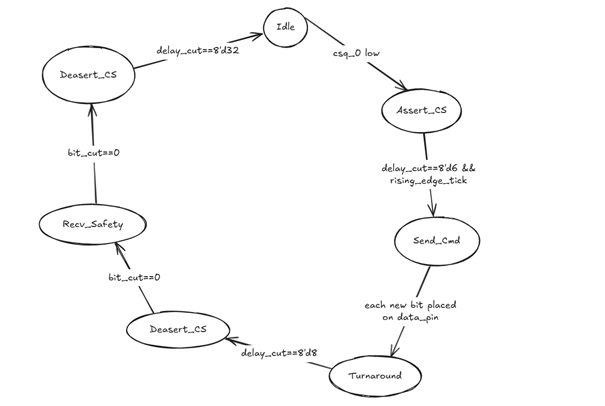 Idle
csq_0 low
Assert_CS
delay_cut==8'd6 &&
rising_edge_tick
Send_Cmd
each new bit placed
on data_pin
Turnaround
delay_cut==8'd8
Deasert_CS
bit_cut==0
Recv_Safety
bit_cut==0
Deasert_CS
delay_cut==8'd32